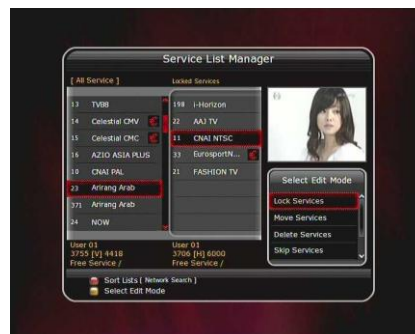 Service List Manager
[ All Service ]
Locked Services
13 TVBB
14 Celestial CMV
15 Celestial CMC
16 AZIO ASIA PLUS
10 CNAI PAL
23 Arirang Arab
371 Arirang Arab
24 NOW
198 i-Horizon
22 AAJ TV
11 CNAI NTSC
33 EurosportN...
21 FASHION TV
User 01
3755 [V] 4418
Free Service /
User 01
3706 [H] 6000
Free Service /
Select Edit Mode
Lock Services
Move Services
Delete Services
Skip Services
Sort Lists [ Network Search ]
Select Edit Mode